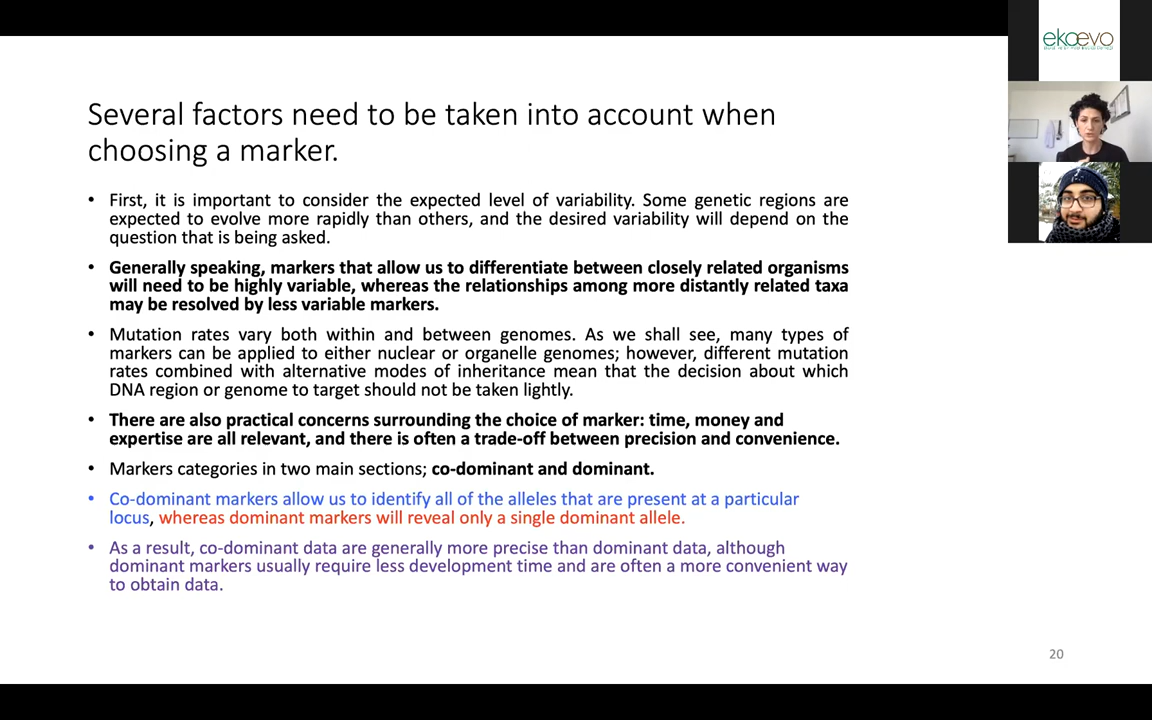 ekoevo
Several factors need to be taken into account when
choosing a marker.
• First, it is important to consider the expected level of variability. Some genetic regions are
expected to evolve more rapidly than others, and the desired variability will depend on the
question that is being asked.
• Generally speaking, markers that allow us to differentiate between closely related organisms
will need to be highly variable, whereas the relationships among more distantly related taxa
may be resolved by less variable markers.
• Mutation rates vary both within and between genomes. As we shall see, many types of
markers can be applied to either nuclear or organelle genomes; however, different mutation
rates combined with alternative modes of inheritance mean that the decision about which
DNA region or genome to target should not be taken lightly.
• There are also practical concerns surrounding the choice of marker: time, money and
expertise are all relevant, and there is often a trade-off between precision and convenience.
• Markers categories in two main sections; co-dominant and dominant.
• Co-dominant markers allow us to identify all of the alleles that are present at a particular
locus, whereas dominant markers will reveal only a single dominant allele.
• As a result, co-dominant data are generally more precise than dominant data, although
dominant markers usually require less development time and are often a more convenient way
to obtain data.
20